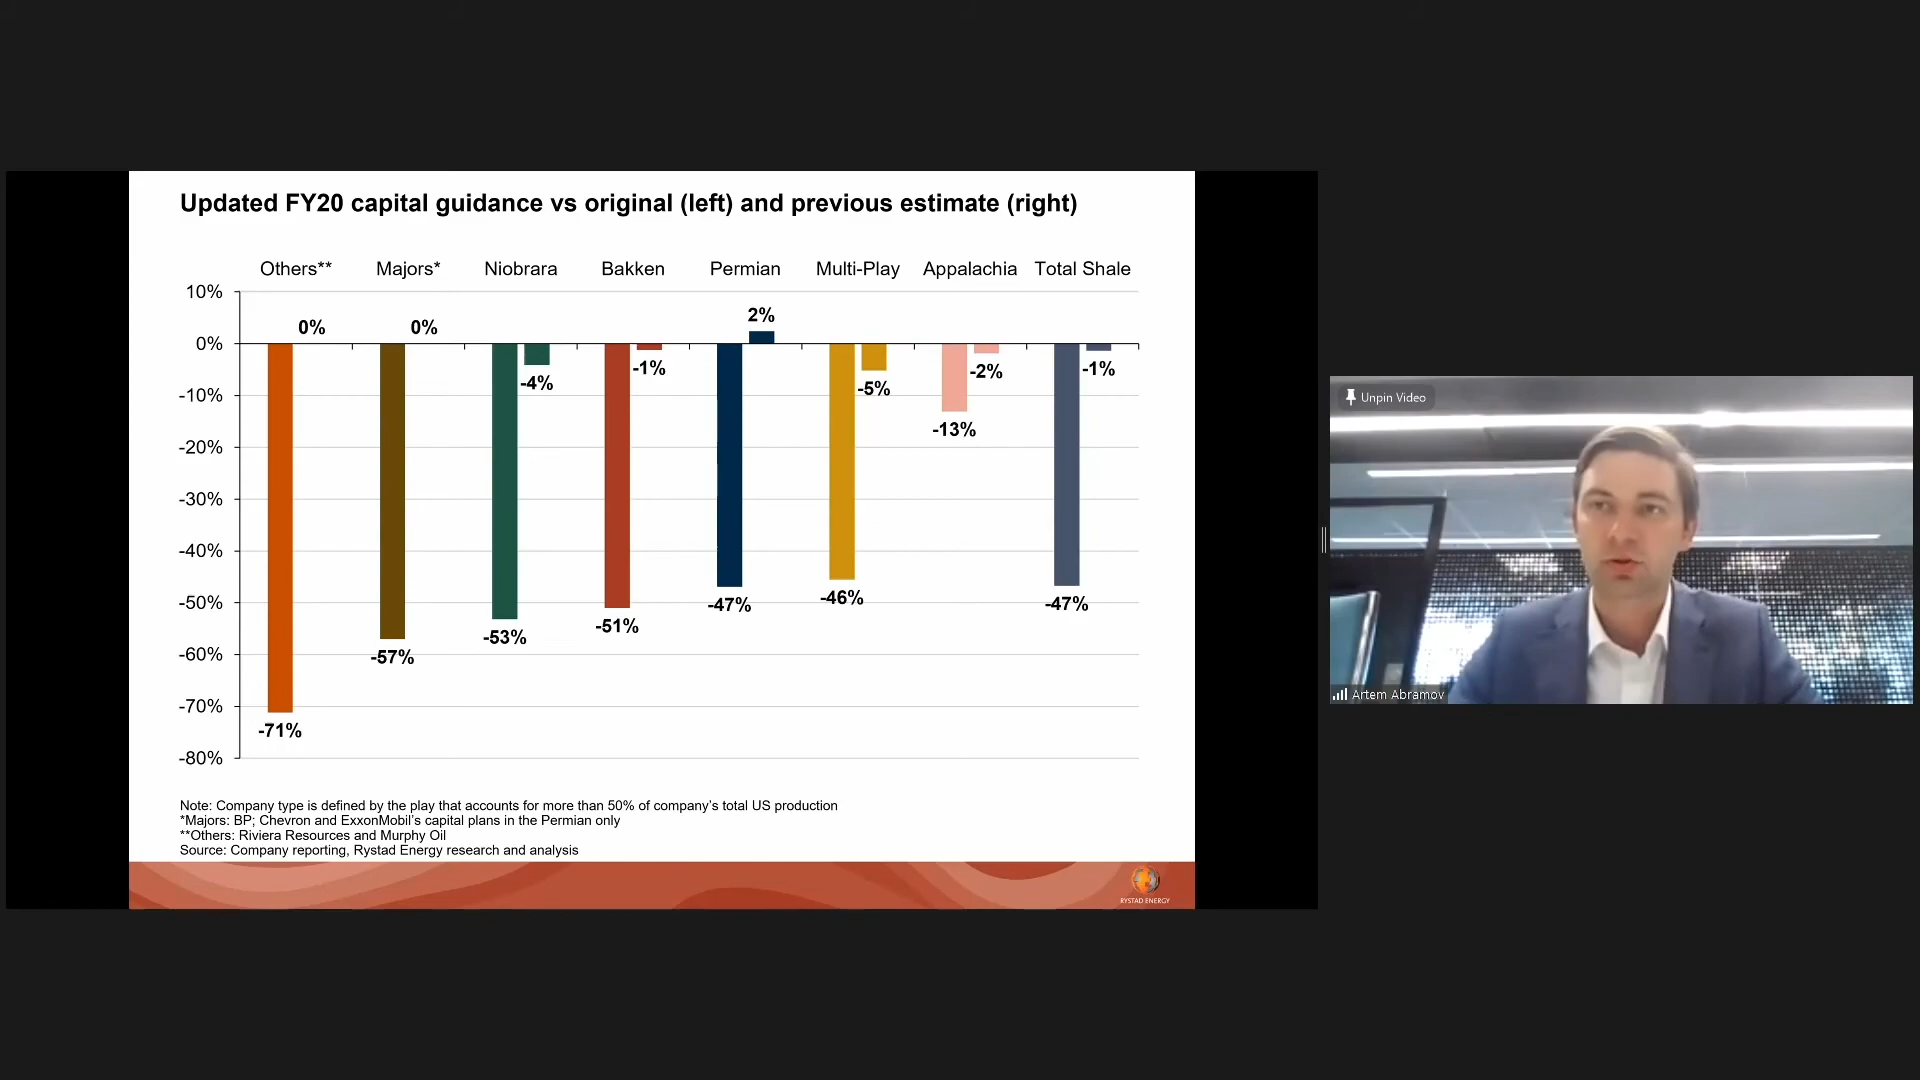 Updated FY20 capital guidance vs original (left) and previous estimate (right)
Others** Majors* Niobrara Bakken Permian Multi-Play Appalachia Total Shale
10%
0%
-10%
-20%
-30%
-40%
-50%
-60%
-70%
-80%
0%
0%
2%
-4%
-1%
-5%
-2%
-1%
-13%
-71%
-57%
-53%
-51%
-47%
-46%
-47%
Note: Company type is defined by the play that accounts for more than 50% of company's total US production
*Majors: BP; Chevron and ExxonMobil's capital plans in the Permian only
**Others: Riviera Resources and Murphy Oil
Source: Company reporting, Rystad Energy research and analysis
RYSTAD ENERGY
Unpin Video
Artem Abramov